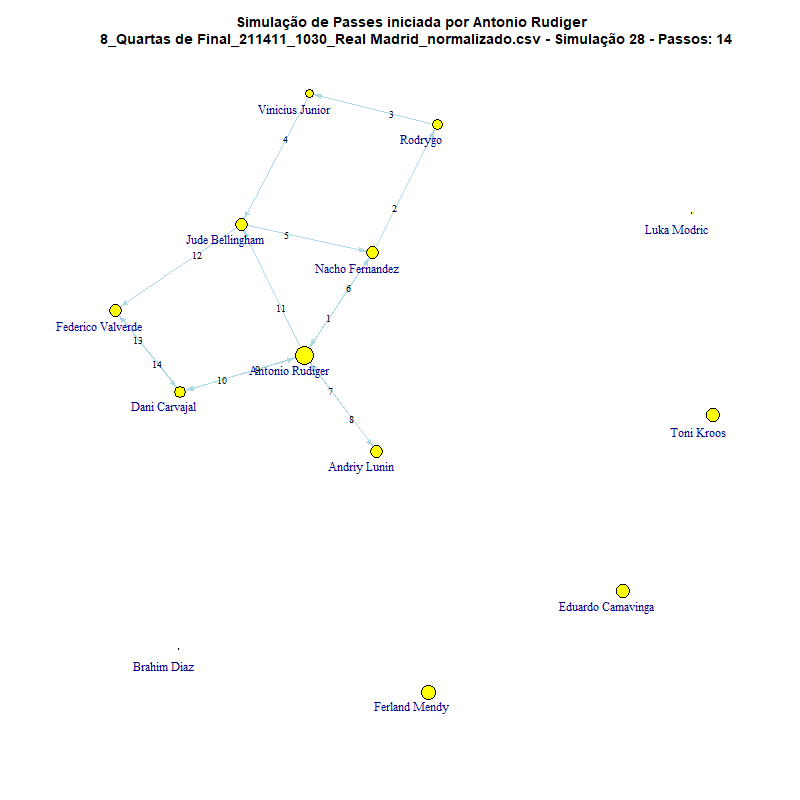 Simulação de Passes iniciada por Antonio Rudiger
8_Quartas de Final_211411_1030_Real Madrid_normalizado.csv - Simulação 28 - Passos: 14
Vinicius Junior
3
Rodrygo
4
2
Luka Modric
Jude Bellingham
5
12
Nacho Fernandez
6
11
1
Federico Valverde
13
14
9
10
Antonio Rudiger
7
Dani Carvajal
8
Toni Kroos
Andriy Lunin
Eduardo Camavinga
Brahim Diaz
Ferland Mendy